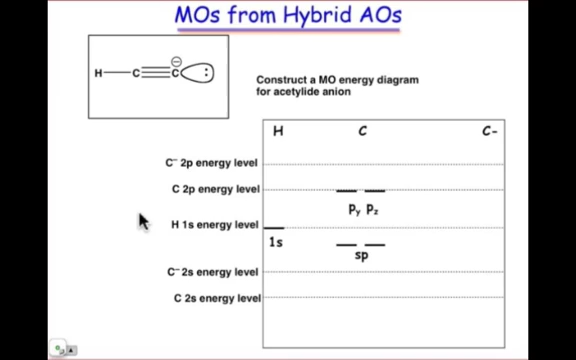 MOs from Hybrid AOs
H C C ⊖ :
Construct a MO energy diagram
for acetylide anion
H C C-
C⁻ 2p energy level
C 2p energy level
Py Pz
H 1s energy level
1s
sp
C⁻ 2s energy level
C 2s energy level